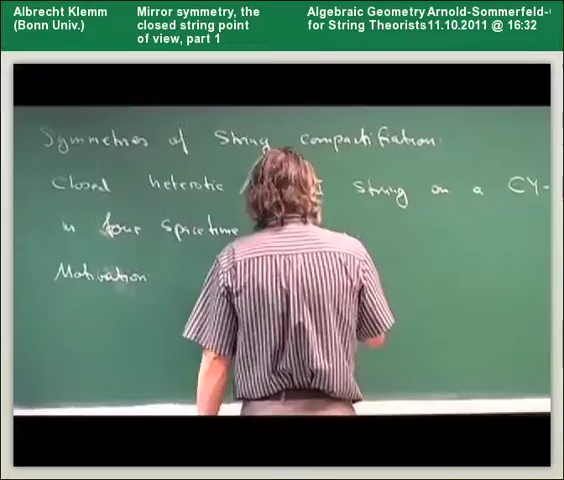 Albrecht Klemm
(Bonn Univ.)
Mirror symmetry, the
closed string point
of view, part 1
Algebraic Geometry
for String Theorists
Arnold-Sommerfeld-
11.10.2011 @ 16:32
Symmetries of String compactification
Closed heterotic / I string on a CY-
in four spacetime
Motivation